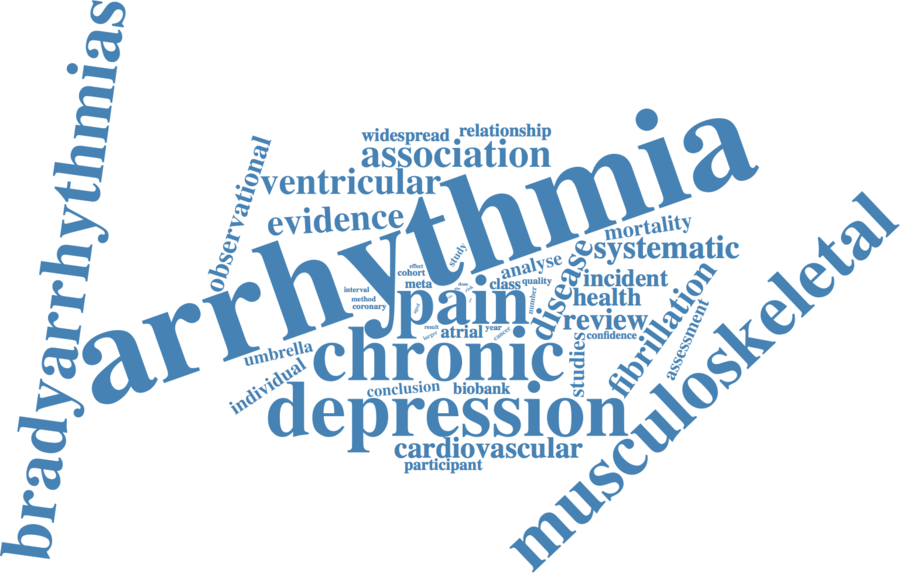 bradyarrhythmias
widespread
relationship
association
observational
ventricular
arrhythmia
evidence
mortality
study
disease
systematic
effect
cohort
analyse
incident
meta
class
quality
interval
method
coronary
pain
number
health
musculoskeletal
review
fibrillation
result
atrial
year
cancer
confidence
assessment
larger
umbrella
chronic
studies
individual
conclusion
biobank
depression
cardiovascular
participant